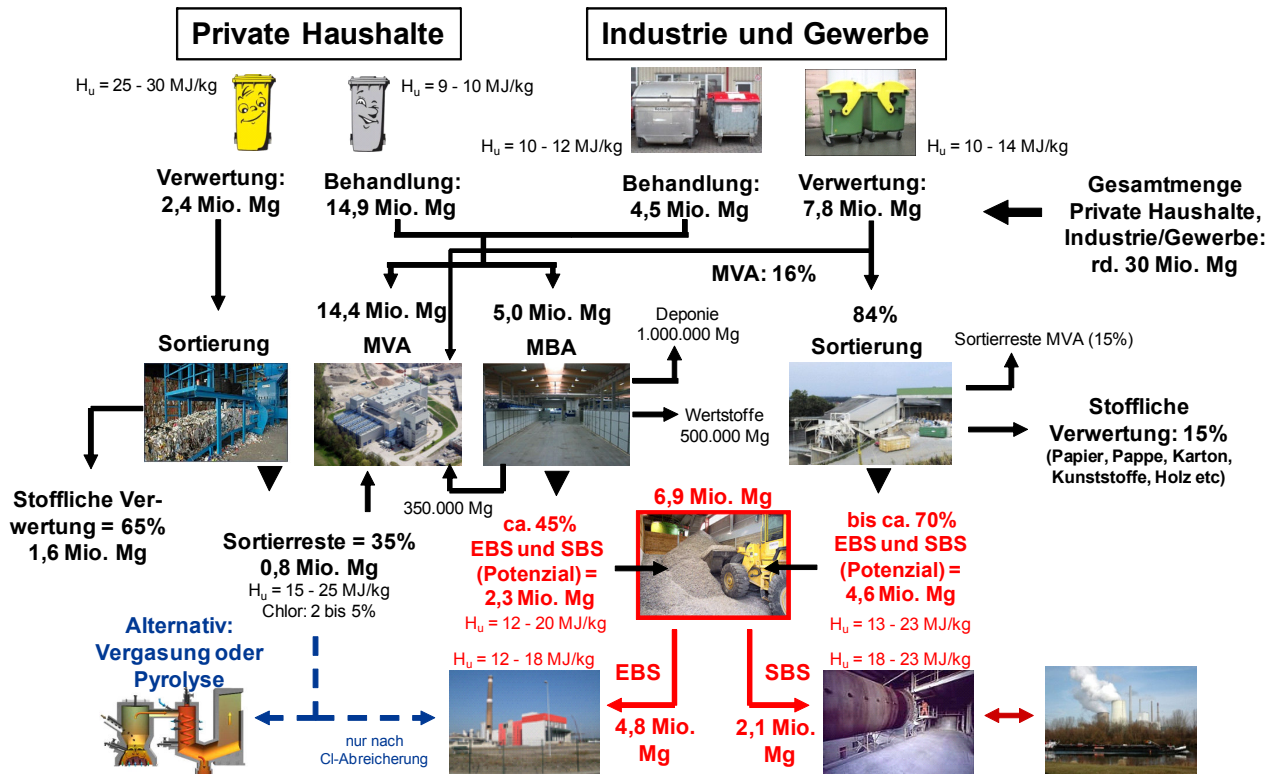 Private Haushalte
Industrie und Gewerbe
Hu = 25 - 30 MJ/kg
Hu = 9 - 10 MJ/kg
Hu = 10 - 12 MJ/kg
Hu = 10 - 14 MJ/kg
Verwertung:
2,4 Mio. Mg
Behandlung:
14,9 Mio. Mg
Behandlung:
4,5 Mio. Mg
Verwertung:
7,8 Mio. Mg
Gesamtmenge
Private Haushalte,
Industrie/Gewerbe:
rd. 30 Mio. Mg
MVA: 16%
14,4 Mio. Mg
MVA
5,0 Mio. Mg
MBA
Deponie
1.000.000 Mg
84%
Sortierung
Sortierung
Sortierreste MVA (15%)
Wertstoffe
500.000 Mg
Stoffliche
Verwertung: 15%
(Papier, Pappe, Karton,
Kunststoffe, Holz etc)
Stoffliche Ver-
wertung = 65%
1,6 Mio. Mg
350.000 Mg
Sortierreste = 35%
0,8 Mio. Mg
Hu = 15 - 25 MJ/kg
Chlor: 2 bis 5%
ca. 45%
EBS und SBS
(Potenzial) =
2,3 Mio. Mg
Hu = 12 - 20 MJ/kg
6,9 Mio. Mg
bis ca. 70%
EBS und SBS
(Potenzial) =
4,6 Mio. Mg
Hu = 13 - 23 MJ/kg
Alternativ:
Vergasung oder
Pyrolyse
nur nach
Cl-Abreicherung
Hu = 12 - 18 MJ/kg
EBS
4,8 Mio.
Mg
SBS
2,1 Mio.
Mg
Hu = 18 - 23 MJ/kg